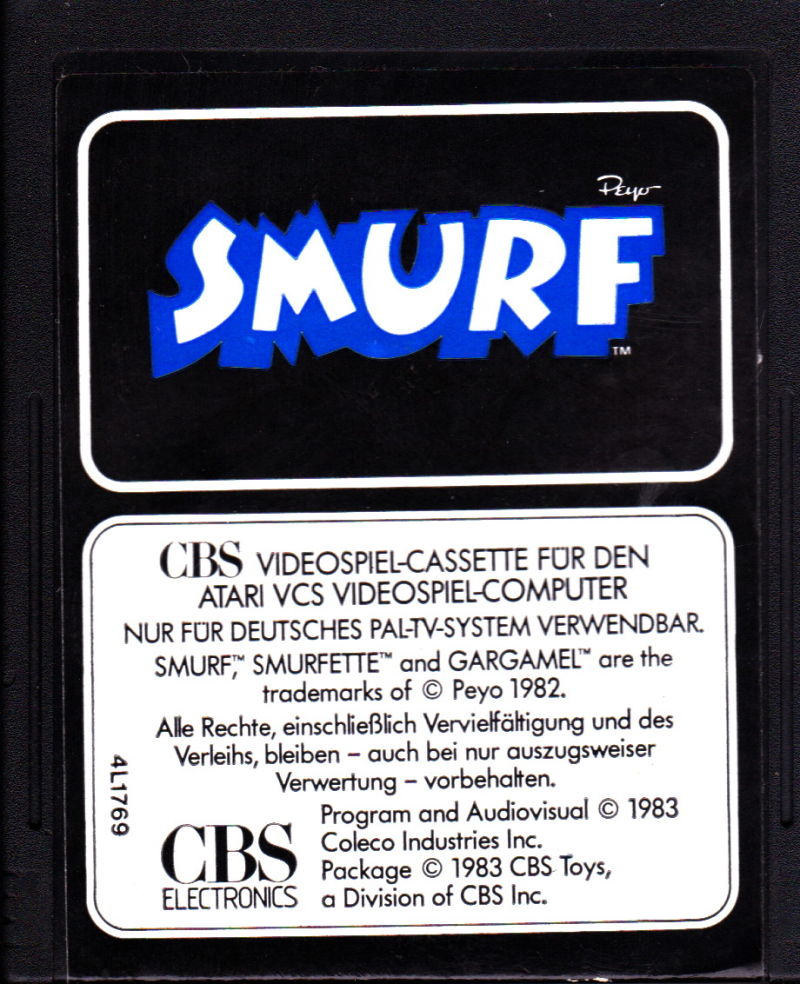 Peyo
SMURF
TM
CBS VIDEOSPIEL-CASSETTE FÜR DEN
ATARI VCS VIDEOSPIEL-COMPUTER
NUR FÜR DEUTSCHES PAL-TV-SYSTEM VERWENDBAR.
SMURF,™ SMURFETTE™ and GARGAMEL™ are the
trademarks of © Peyo 1982.
Alle Rechte, einschließlich Vervielfältigung und des
Verleihs, bleiben – auch bei nur auszugsweiser
Verwertung – vorbehalten.
4L1769
CBS
ELECTRONICS
Program and Audiovisual © 1983
Coleco Industries Inc.
Package © 1983 CBS Toys,
a Division of CBS Inc.